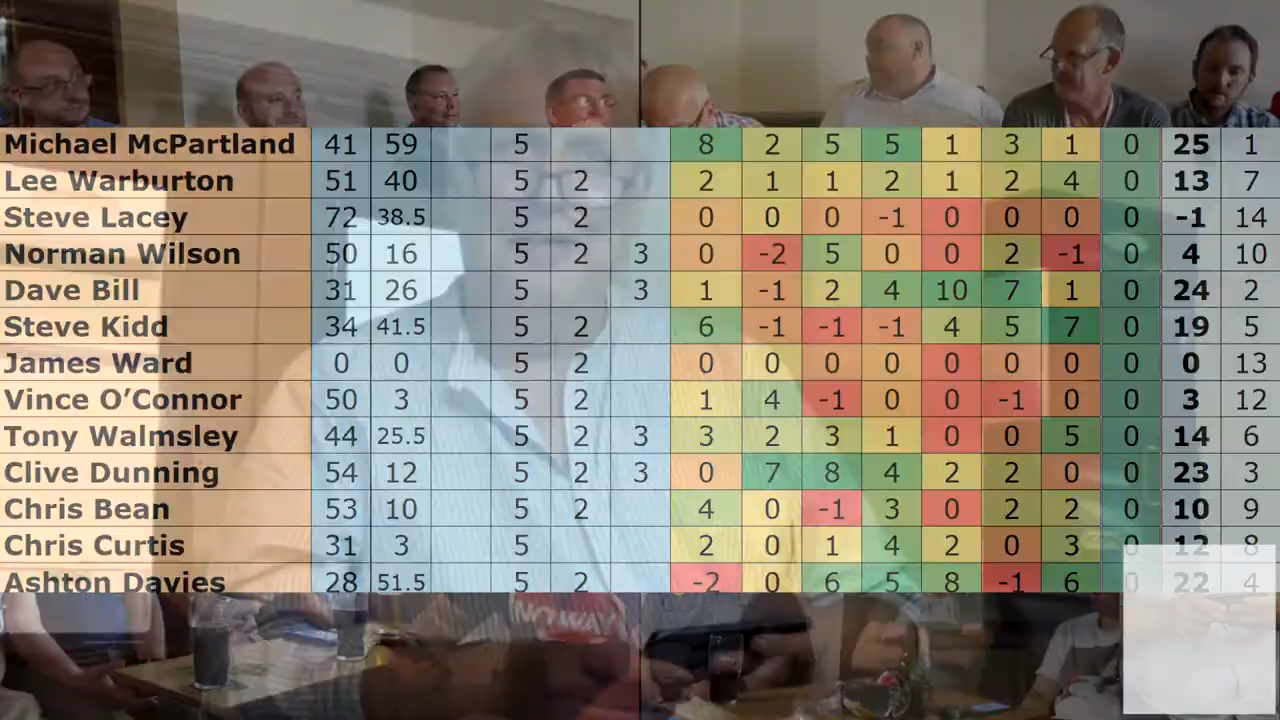 Michael McPartland 41 59 5 8 2 5 5 1 3 1 0 25 1
Lee Warburton 51 40 5 2 2 1 1 2 1 2 4 0 13 7
Steve Lacey 72 38.5 5 2 0 0 0 -1 0 0 0 0 -1 14
Norman Wilson 50 16 5 2 3 0 -2 5 0 0 2 -1 0 4 10
Dave Bill 31 26 5 3 1 -1 2 4 10 7 1 0 24 2
Steve Kidd 34 41.5 5 2 6 -1 -1 -1 4 5 7 0 19 5
James Ward 0 0 5 2 0 0 0 0 0 0 0 0 0 13
Vince O’Connor 50 3 5 2 1 4 -1 0 0 -1 0 0 3 12
Tony Walmsley 44 25.5 5 2 3 3 2 3 1 0 0 5 0 14 6
Clive Dunning 54 12 5 2 3 0 7 8 4 2 2 0 0 23 3
Chris Bean 53 10 5 2 4 0 -1 3 0 2 2 0 10 9
Chris Curtis 31 3 5 2 0 1 4 2 0 3 0 12 8
Ashton Davies 28 51.5 5 2 -2 0 6 5 8 -1 6 0 22 4
NOWAY